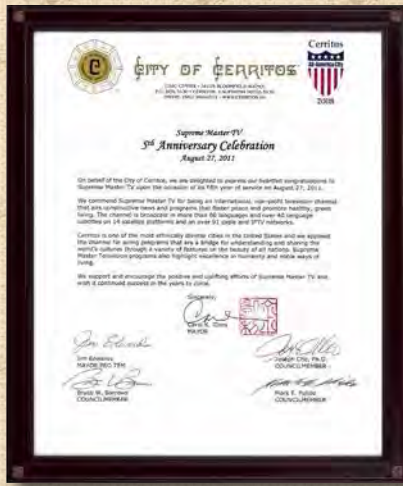 Cerritos
All-America City
2008
CITY OF CERRITOS
Supreme Master TV
5th Anniversary Celebration
August 27, 2011
On behalf of the City of Cerritos, we are delighted to express our heartfelt congratulations to
Supreme Master TV upon the occasion of its fifth year of service on August 27, 2011.
We commend Supreme Master TV for being an international, non-profit television channel
that airs constructive news and programs that foster peace and promote healthy, green
living. The channel is broadcast in more than 60 languages and over 40 language
subtitles on 14 satellite platforms and on over 91 cable and IPTV networks.
Cerritos is one of the most ethnically diverse cities in the United States and we applaud
the channel for airing programs that are a bridge for understanding and sharing the
world's cultures through a variety of features on the beauty of all nations. Supreme
Master Television programs also highlight excellence in humanity and noble ways of
living.
We support and encourage the positive and uplifting efforts of Supreme Master TV and
wish it continued success in the years to come.
Sincerely,
Carol K. Chen
MAYOR
Jim Edwards
MAYOR PRO TEM
Joseph Cho, Ph.D.
COUNCILMEMBER
Bruce W. Barrows
COUNCILMEMBER
Mark E. Pulido
COUNCILMEMBER